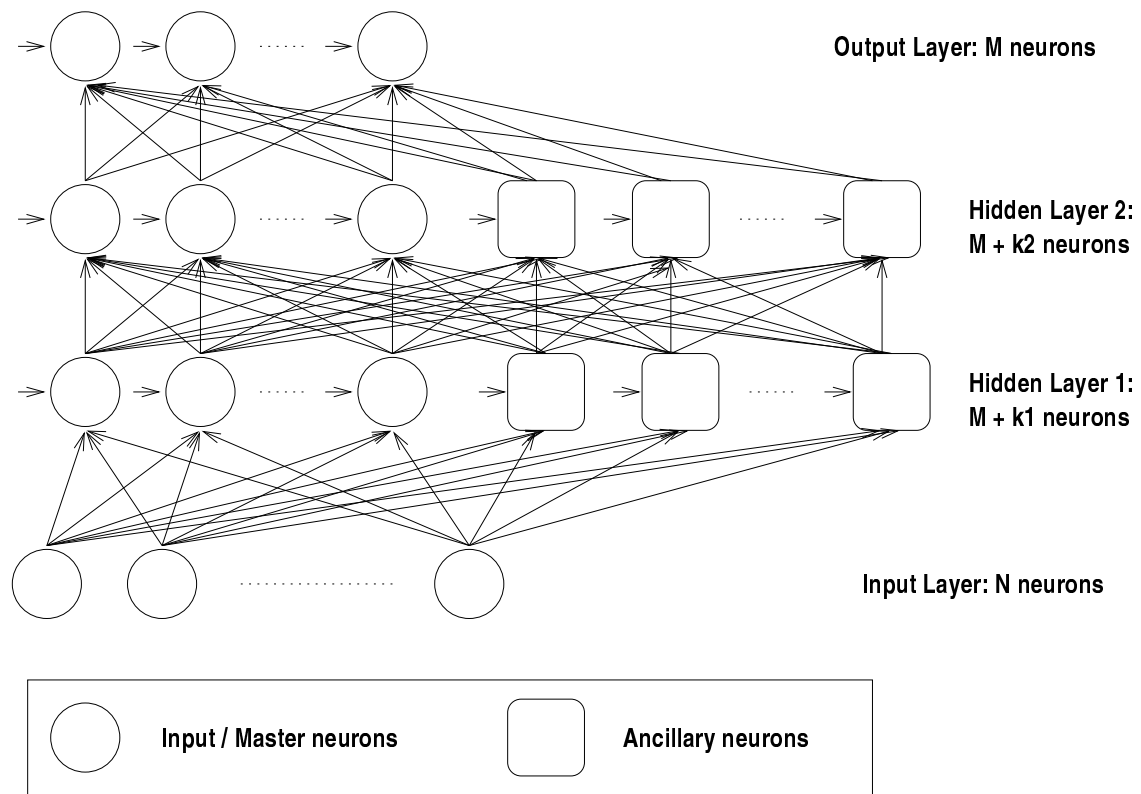 Output Layer: M neurons
Hidden Layer 2:
M + k2 neurons
Hidden Layer 1:
M + k1 neurons
Input Layer: N neurons
Input / Master neurons
Ancillary neurons